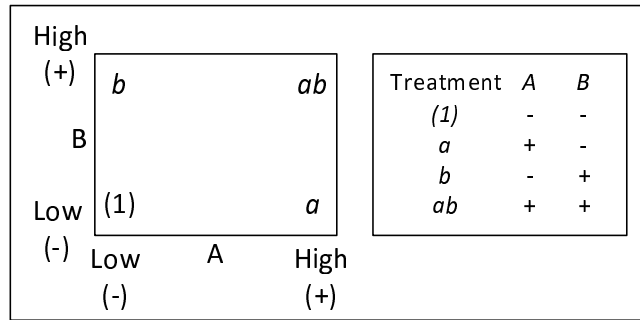 High
(+)
b ab
B
Low (1) a
(-)
Low A High
(-) (+)
Treatment A B
(1) - -
a + -
b - +
ab + +